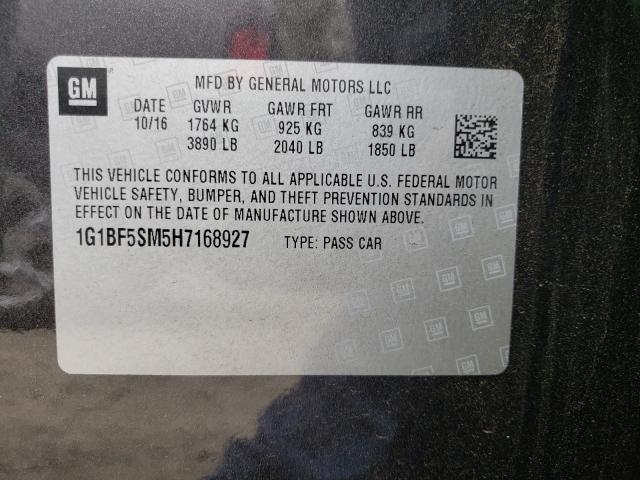 GM
MFD BY GENERAL MOTORS LLC
DATE GVWR GAWR FRT GAWR RR
10/16 1764 KG 925 KG 839 KG
3890 LB 2040 LB 1850 LB
THIS VEHICLE CONFORMS TO ALL APPLICABLE U.S. FEDERAL MOTOR
VEHICLE SAFETY, BUMPER, AND THEFT PREVENTION STANDARDS IN
EFFECT ON THE DATE OF MANUFACTURE SHOWN ABOVE.
1G1BF5SM5H7168927 TYPE: PASS CAR